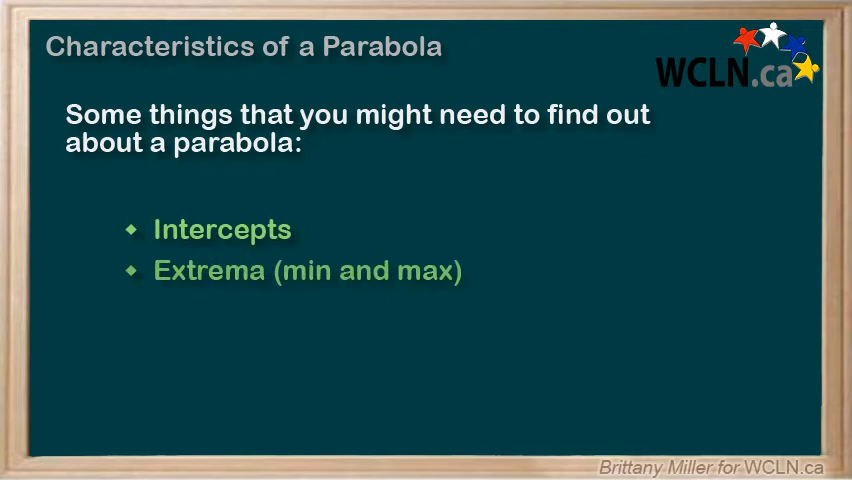 Characteristics of a Parabola
WCLN.ca
Some things that you might need to find out
about a parabola:
Intercepts
Extrema (min and max)
Brittany Miller for WCLN.ca